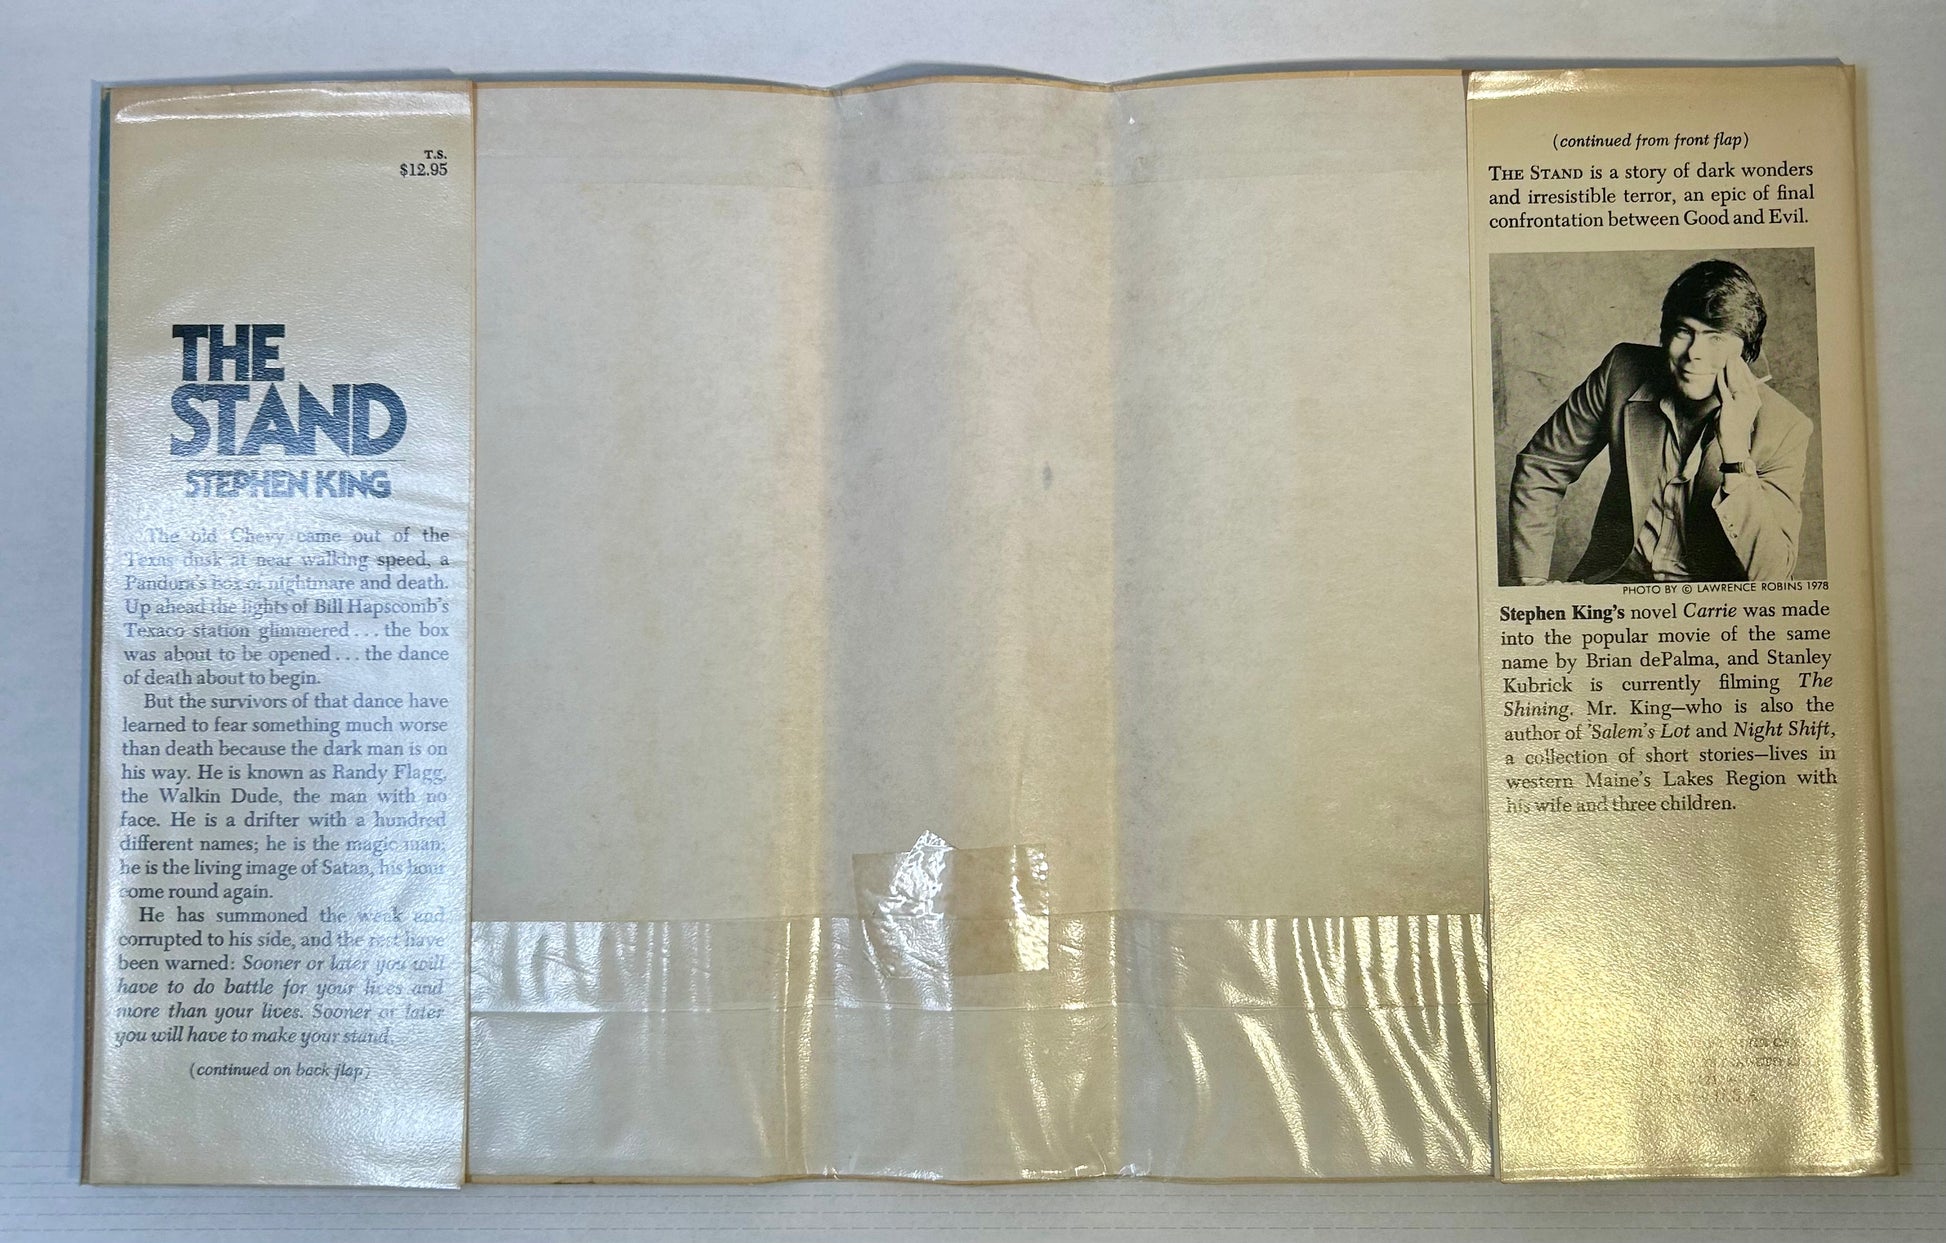 T.S.
$12.95
THE
STAND
STEPHEN KING
The old Chevy came out of the
Texas dusk at near walking speed, a
Pandora's box of nightmare and death.
Up ahead the lights of Bill Hapscomb's
Texaco station glimmered . . . the box
was about to be opened . . . the dance
of death about to begin.
But the survivors of that dance have
learned to fear something much worse
than death because the dark man is on
his way. He is known as Randy Flagg,
the Walkin Dude, the man with no
face. He is a drifter with a hundred
different names; he is the magic man;
he is the living image of Satan, his hour
come round again.
He has summoned the weak and
corrupted to his side, and the rest have
been warned: Sooner or later you will
have to do battle for your lives and
more than your lives. Sooner or later
you will have to make your stand.
(continued on back flap)
(continued from front flap)
THE STAND is a story of dark wonders
and irresistible terror, an epic of final
confrontation between Good and Evil.
PHOTO BY © LAWRENCE ROBINS 1978
Stephen King's novel Carrie was made
into the popular movie of the same
name by Brian dePalma, and Stanley
Kubrick is currently filming The
Shining. Mr. King—who is also the
author of 'Salem's Lot and Night Shift,
a collection of short stories—lives in
western Maine's Lakes Region with
his wife and three children.
U.S.A.